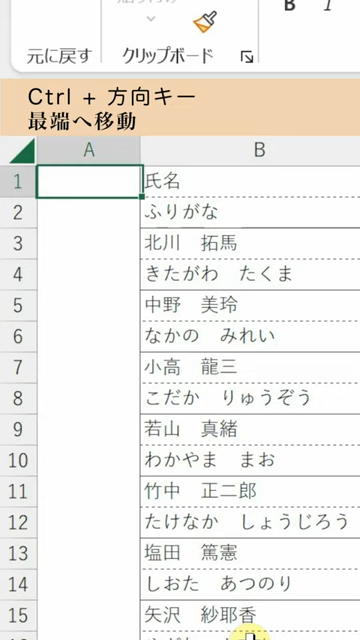 B I
元に戻す クリップボード
Ctrl + 方向キー
最端へ移動
A B
1 氏名
2 ふりがな
3 北川　拓馬
4 きたがわ　たくま
5 中野　美玲
6 なかの　みれい
7 小高　龍三
8 こだか　りゅうぞう
9 若山　真緒
10 わかやま　まお
11 竹中　正二郎
12 たけなか　しょうじろう
13 塩田　篤憲
14 しおた　あつのり
15 矢沢　紗耶香